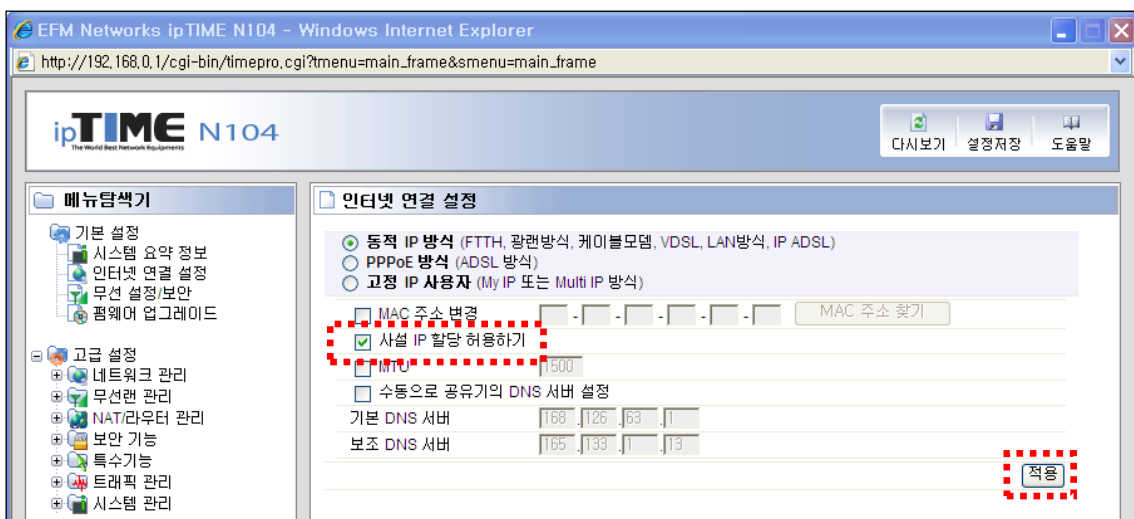 EFM Networks ipTIME N104 - Windows Internet Explorer
http://192,168,0,1/cgi-bin/timepro,cgi?tmenu=main_frame&smenu=main_frame
ipTIME N104
The World Best Network Equipments
다시보기 설정저장 도움말
메뉴탐색기
기본 설정
시스템 요약 정보
인터넷 연결 설정
무선 설정/보안
펌웨어 업그레이드
고급 설정
네트워크 관리
무선랜 관리
NAT/라우터 관리
보안 기능
특수기능
트래픽 관리
시스템 관리
인터넷 연결 설정
동적 IP 방식 (FTTH, 광랜방식, 케이블모뎀, VDSL, LAN방식, IP ADSL)
PPPoE 방식 (ADSL 방식)
고정 IP 사용자 (My IP 또는 Multi IP 방식)
MAC 주소 변경 - - - - - MAC 주소 찾기
사설 IP 할당 허용하기
MTU 1500
수동으로 공유기의 DNS 서버 설정
기본 DNS 서버 168 .126 .63 .1
보조 DNS 서버 165 .133 .1 .13
적용